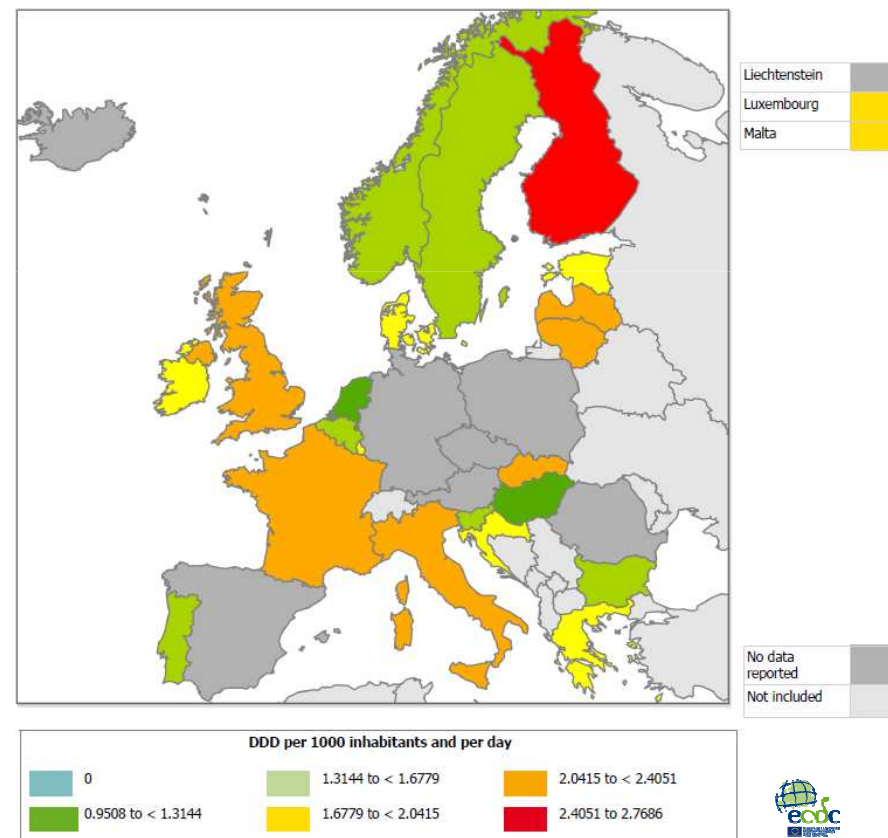 Liechtenstein
Luxembourg
Malta
No data
reported
Not included
DDD per 1000 inhabitants and per day
0
1.3144 to < 1.6779
2.0415 to < 2.4051
0.9508 to < 1.3144
1.6779 to < 2.0415
2.4051 to 2.7686
ecdc